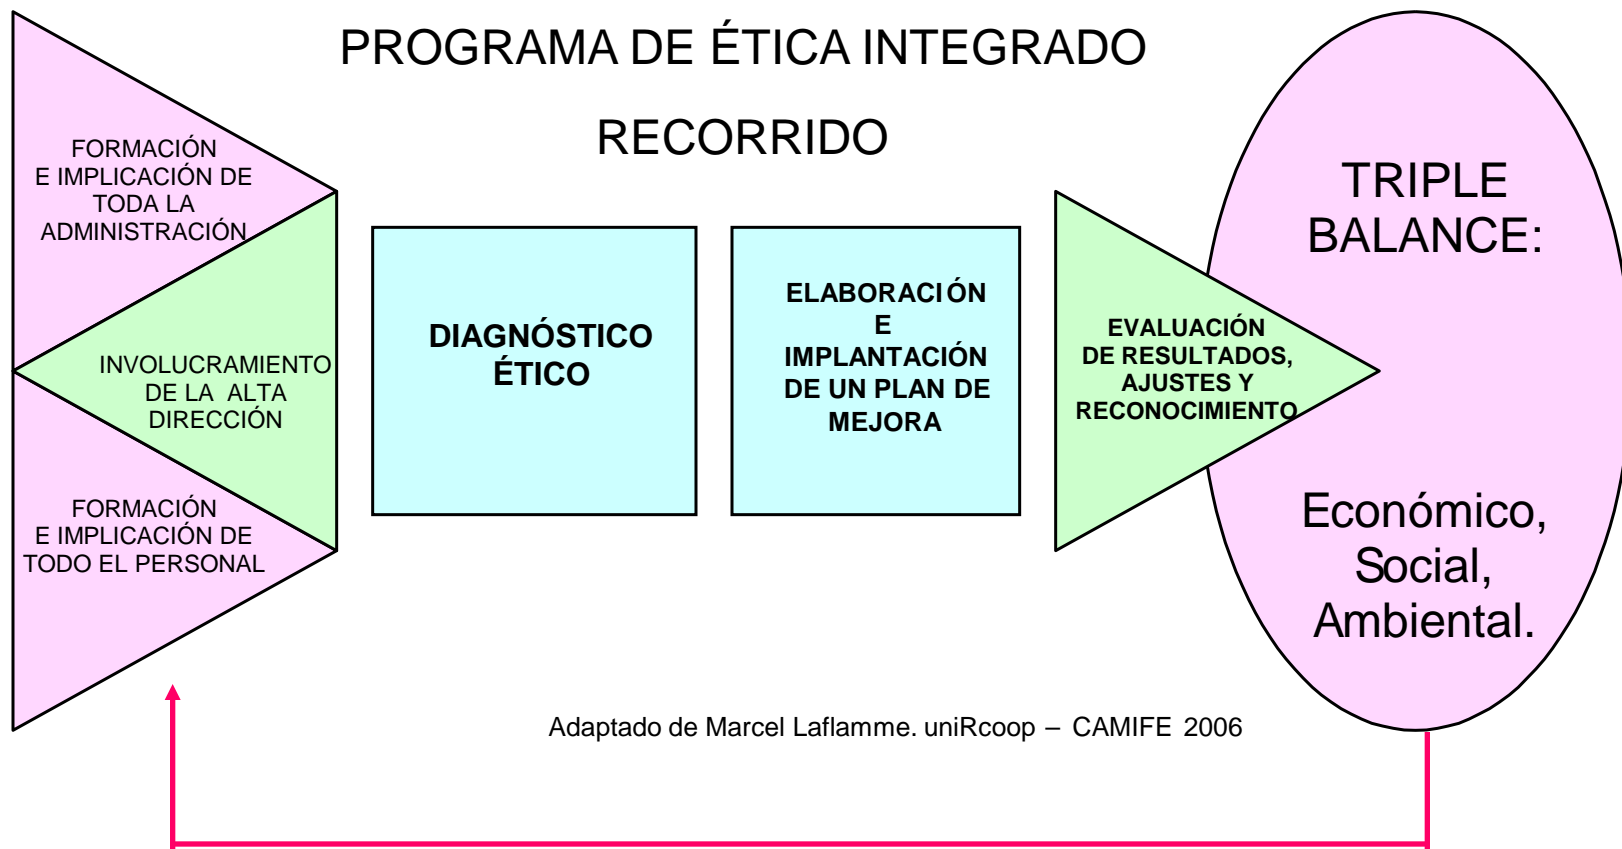 PROGRAMA DE ÉTICA INTEGRADO
RECORRIDO
FORMACIÓN
E IMPLICACIÓN DE
TODA LA
ADMINISTRACIÓN
INVOLUCRAMIENTO
DE LA ALTA
DIRECCIÓN
FORMACIÓN
E IMPLICACIÓN DE
TODO EL PERSONAL
DIAGNÓSTICO
ÉTICO
ELABORACIÓN
E
IMPLANTACIÓN
DE UN PLAN DE
MEJORA
EVALUACIÓN
DE RESULTADOS,
AJUSTES Y
RECONOCIMIENTO
TRIPLE
BALANCE:
Económico,
Social,
Ambiental.
Adaptado de Marcel Laflamme. uniRcoop – CAMIFE 2006